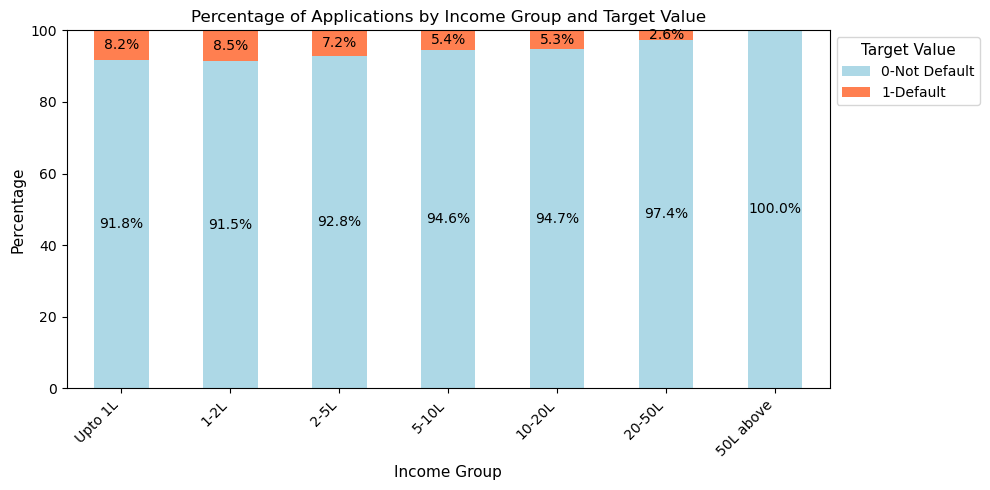 Percentage of Applications by Income Group and Target Value
Percentage
100
80
60
40
20
0
8.2%
8.5%
7.2%
5.4%
5.3%
2.6%
91.8%
91.5%
92.8%
94.6%
94.7%
97.4%
100.0%
Upto 1L
1-2L
2-5L
5-10L
10-20L
20-50L
50L above
Income Group
Target Value
0-Not Default
1-Default